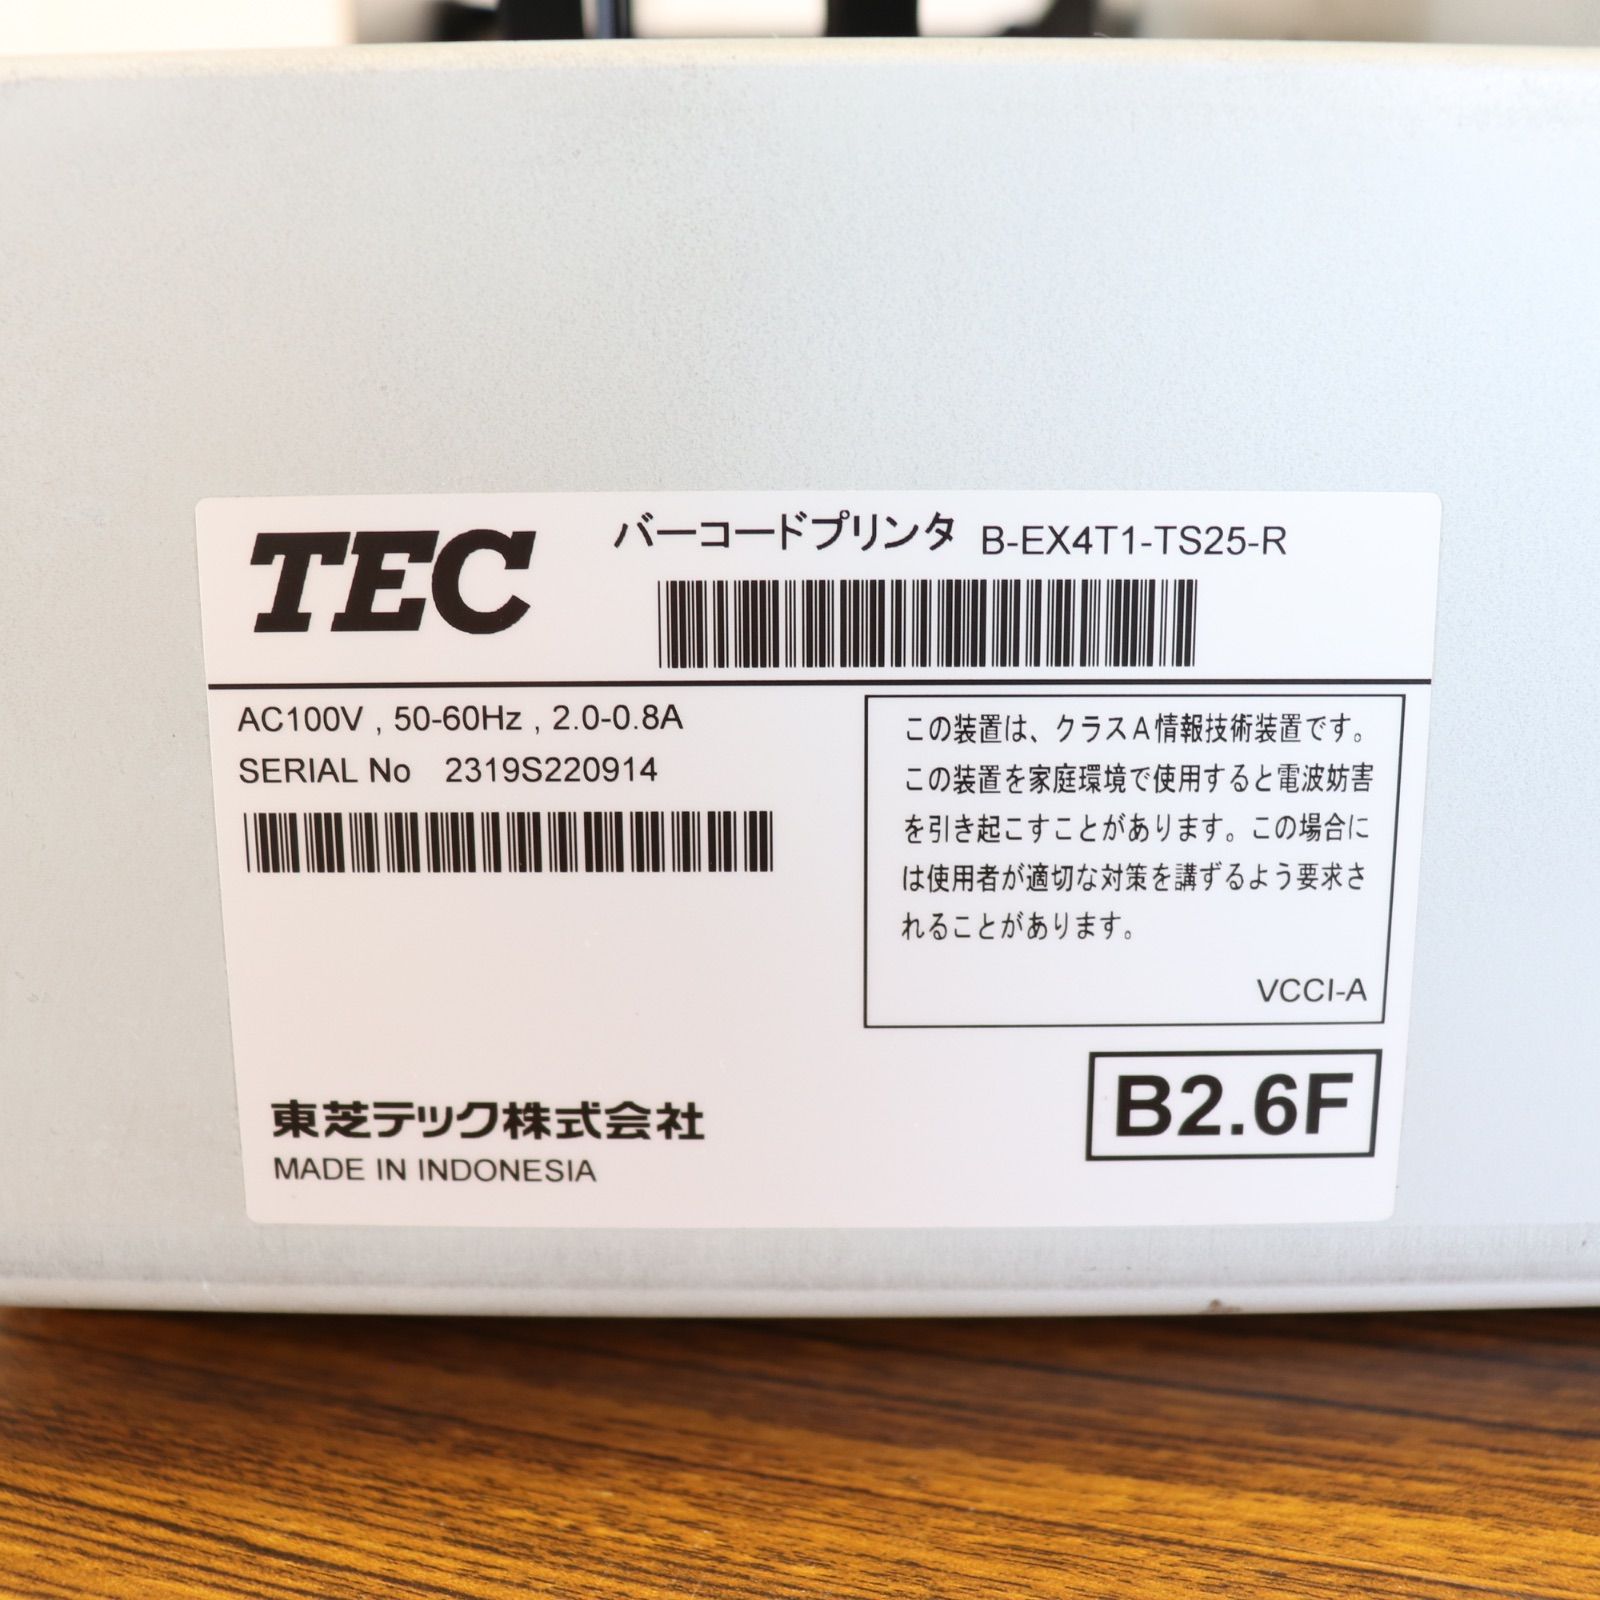 TEC
バーコードプリンタ B-EX4T1-TS25-R
AC100V , 50-60Hz , 2.0-0.8A
SERIAL No 2319S220914
この装置は、クラスA情報技術装置です。
この装置を家庭環境で使用すると電波妨害
を引き起こすことがあります。この場合に
は使用者が適切な対策を講ずるよう要求さ
れることがあります。
VCCI-A
B2.6F
東芝テック株式会社
MADE IN INDONESIA